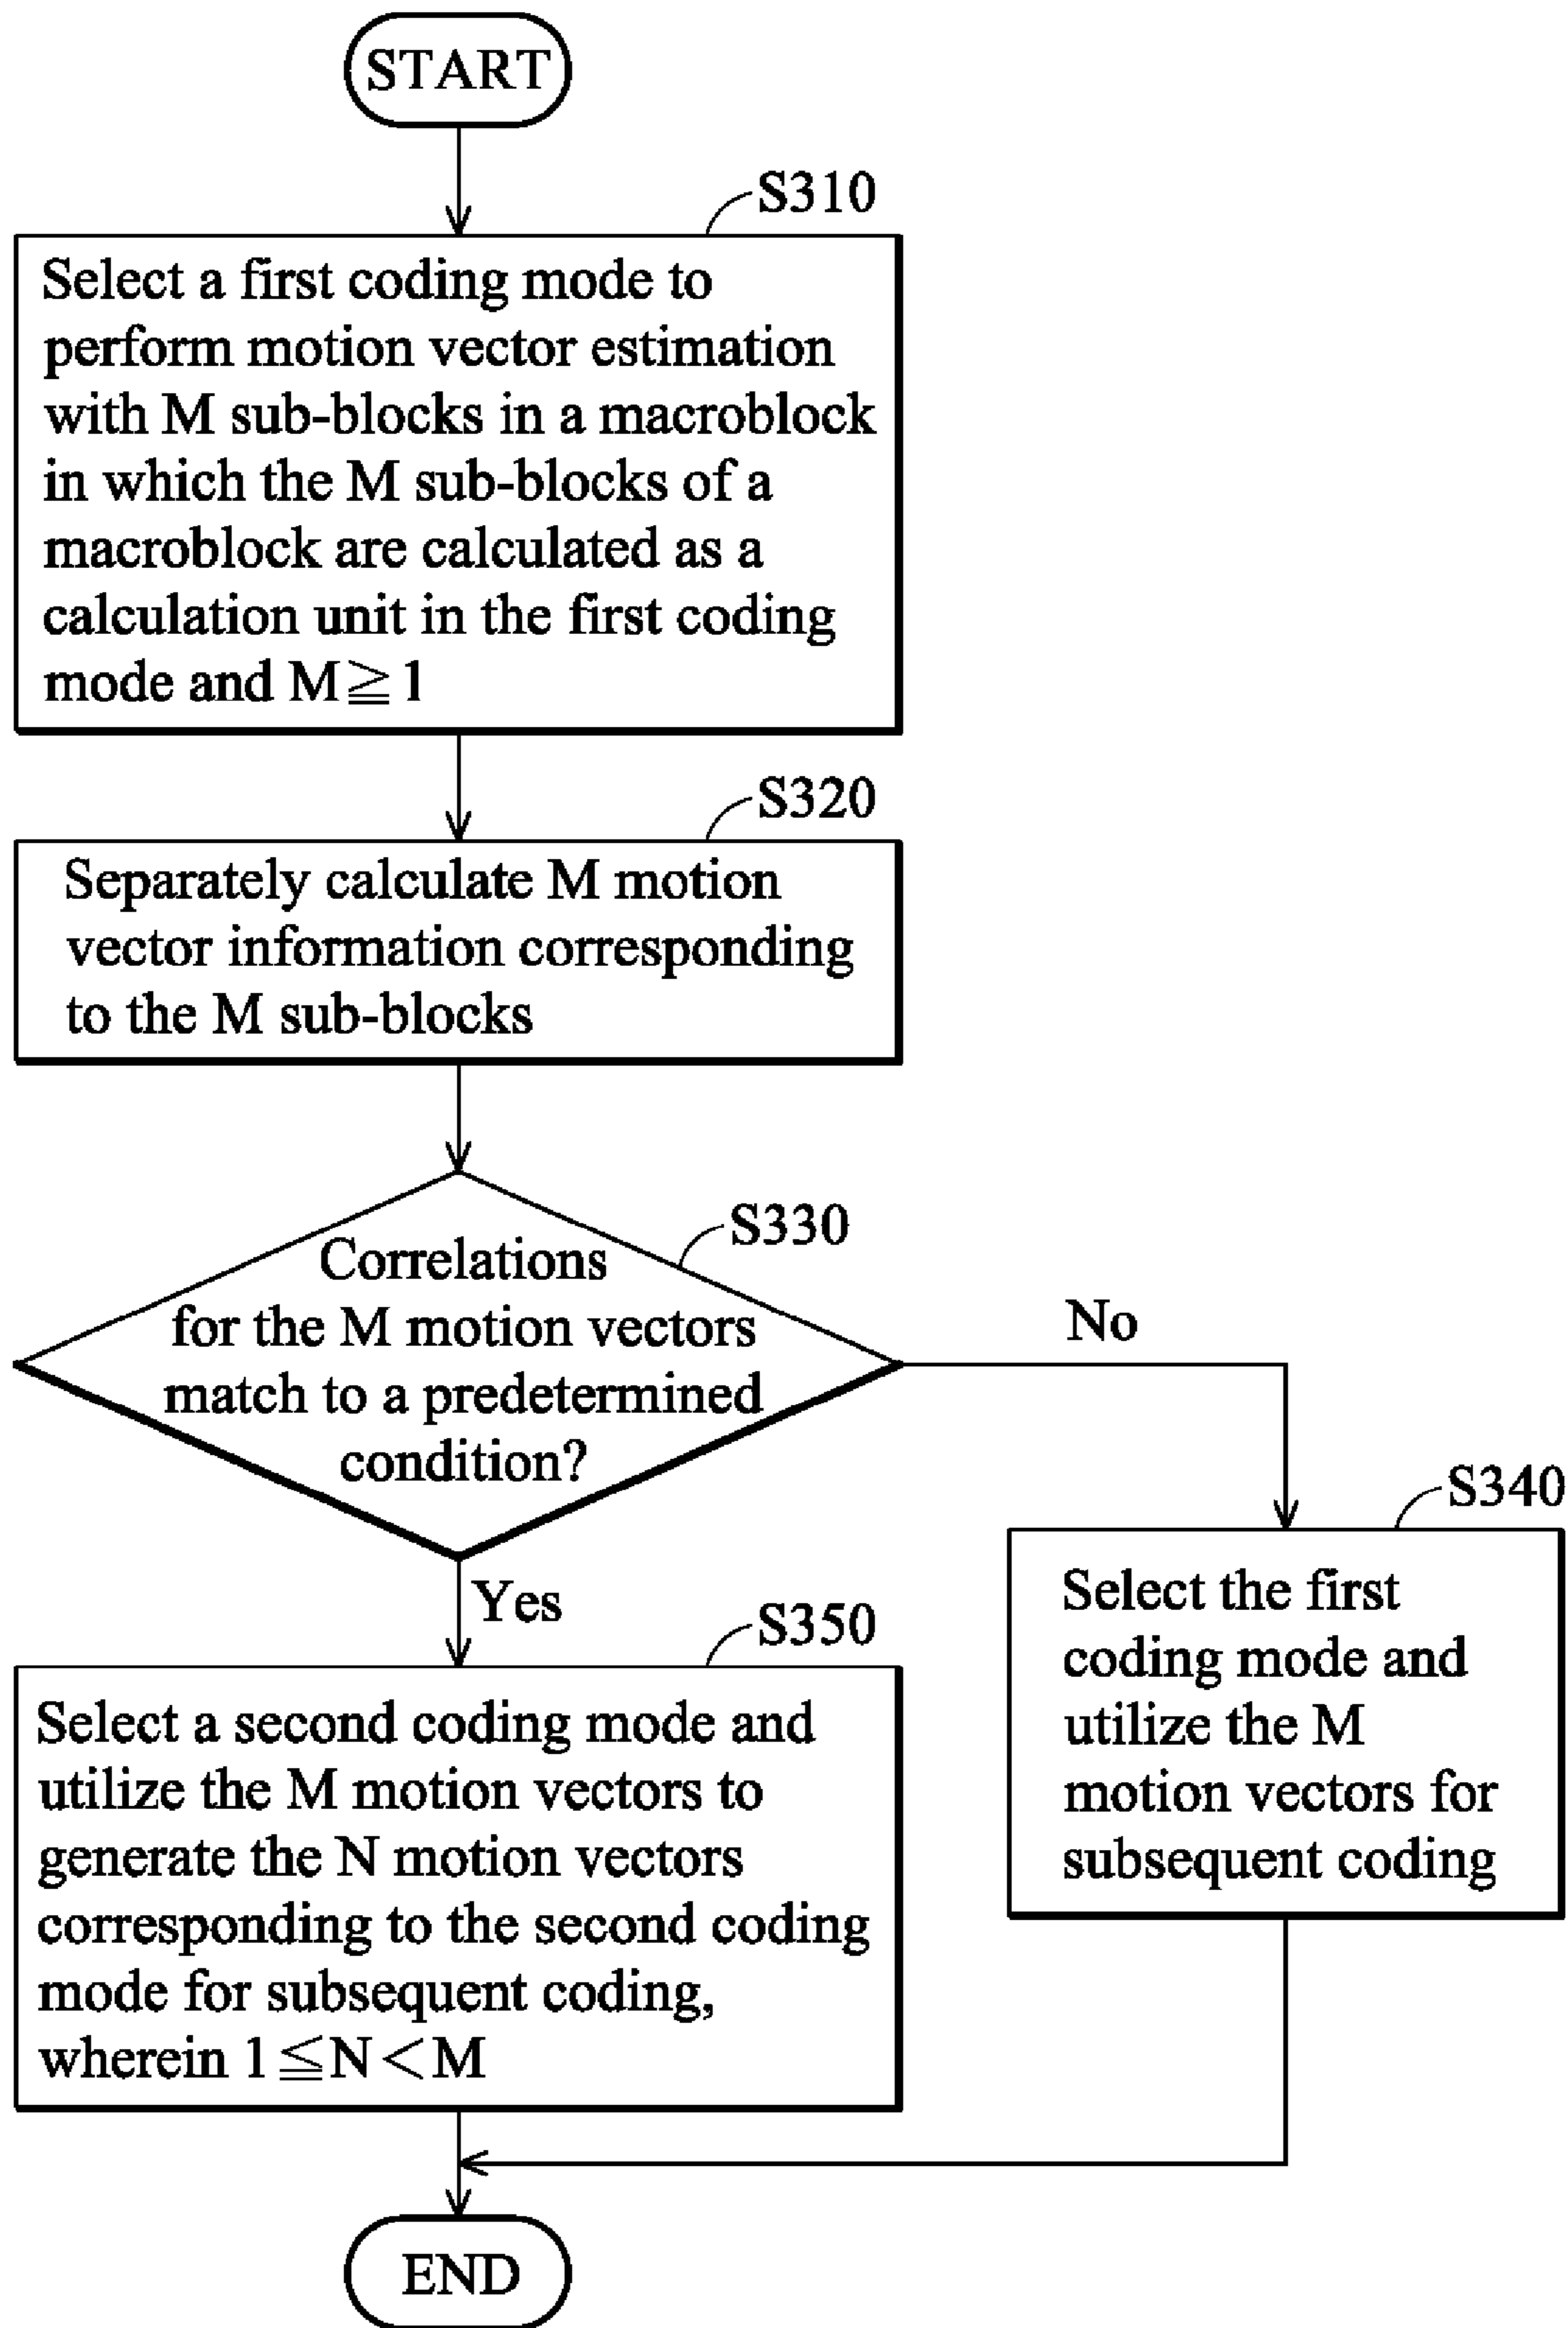 START
S310
Select a first coding mode to
perform motion vector estimation
with M sub-blocks in a macroblock
in which the M sub-blocks of a
macroblock are calculated as a
calculation unit in the first coding
mode and M≧1
S320
Separately calculate M motion
vector information corresponding
to the M sub-blocks
S330
Correlations
for the M motion vectors
match to a predetermined
condition?
No
S340
Select the first
coding mode and
utilize the M
motion vectors for
subsequent coding
Yes
S350
Select a second coding mode and
utilize the M motion vectors to
generate the N motion vectors
corresponding to the second coding
mode for subsequent coding,
wherein 1≦N<M
END